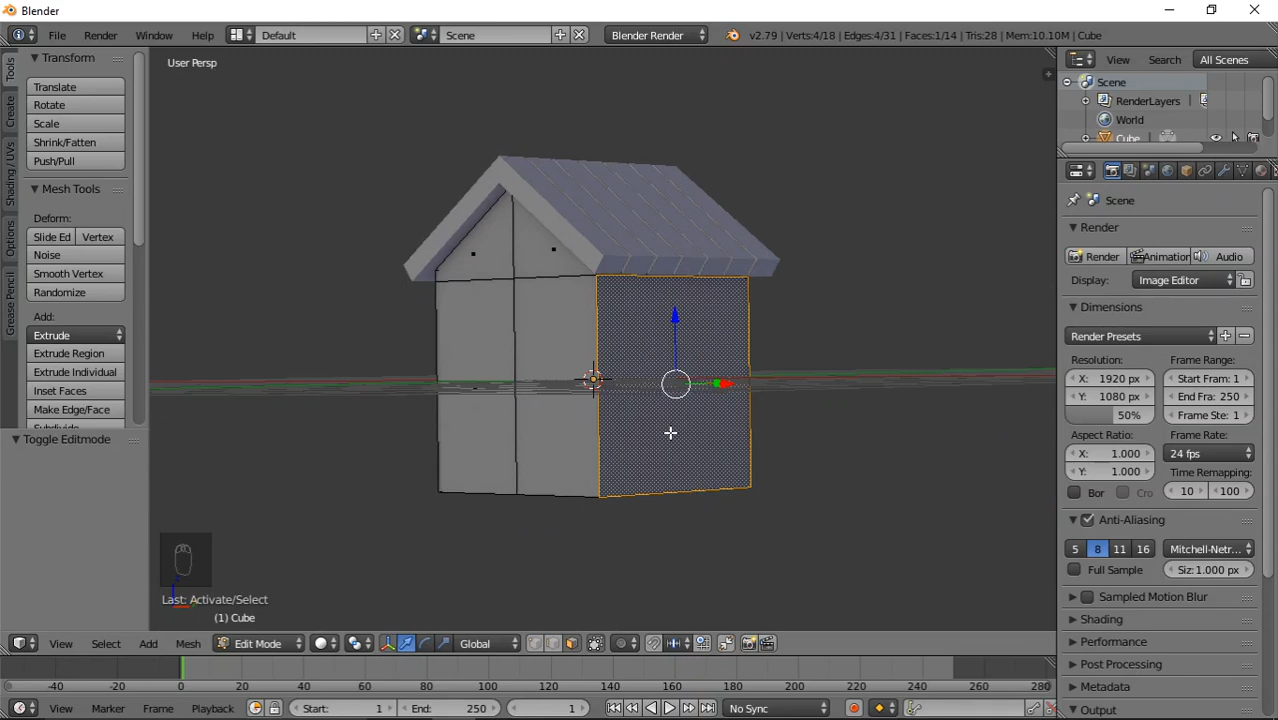 Blender
File Render Window Help Default Scene Blender Render v2.79 | Verts:4/18 | Edges:4/31 | Faces:1/14 | Tris:28 | Mem:10.10M | Cube
Tools
Create
Shading / UVs
Options
Grease Pencil
Transform
Translate
Rotate
Scale
Shrink/Fatten
Push/Pull
Mesh Tools
Deform:
Slide Ed Vertex
Noise
Smooth Vertex
Randomize
Add:
Extrude
Extrude Region
Extrude Individual
Inset Faces
Make Edge/Face
Subdivide
Toggle Editmode
User Persp
Last: Activate/Select
(1) Cube
View Search All Scenes
Scene
RenderLayers
World
Cube
Scene
Render
Render Animation Audio
Display: Image Editor
Dimensions
Render Presets
Resolution: Frame Range:
X: 1920 px Start Fram: 1
Y: 1080 px End Fra: 250
50% Frame Ste: 1
Aspect Ratio: Frame Rate:
X: 1.000 24 fps
Y: 1.000 Time Remapping:
Bor Cro 10 100
Anti-Aliasing
5 8 11 16 Mitchell-Netr...
Full Sample Siz: 1.000 px
Sampled Motion Blur
Shading
Performance
Post Processing
Metadata
Output
View Select Add Mesh Edit Mode Global
-40 -20 0 20 40 60 80 100 120 140 160 180 200 220 240 260 280
View Marker Frame Playback Start: 1 End: 250 1 No Sync